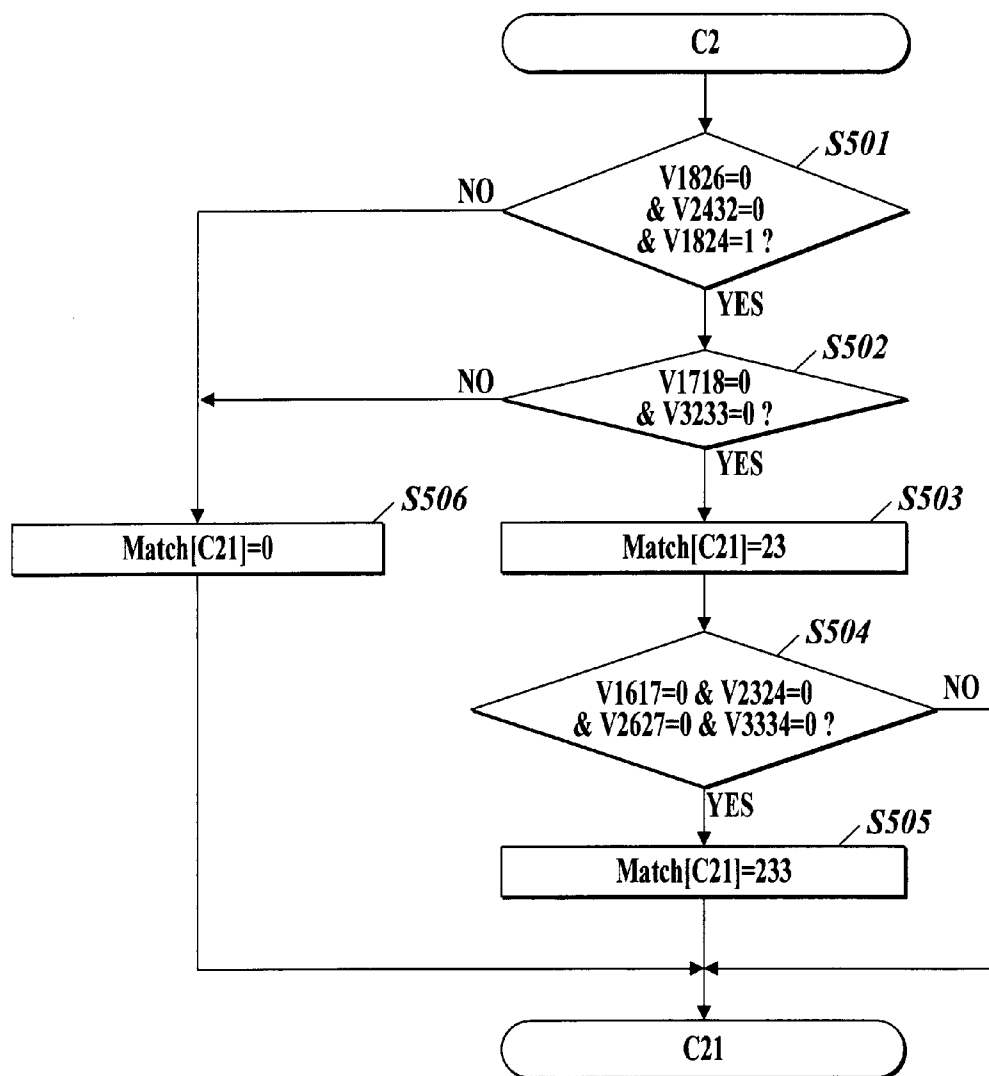 C2
S501
V1826=0
& V2432=0
& V1824=1 ?
NO
YES
S502
V1718=0
& V3233=0 ?
NO
YES
S506
Match[C21]=0
S503
Match[C21]=23
S504
V1617=0 & V2324=0
& V2627=0 & V3334=0 ?
NO
YES
S505
Match[C21]=233
C21